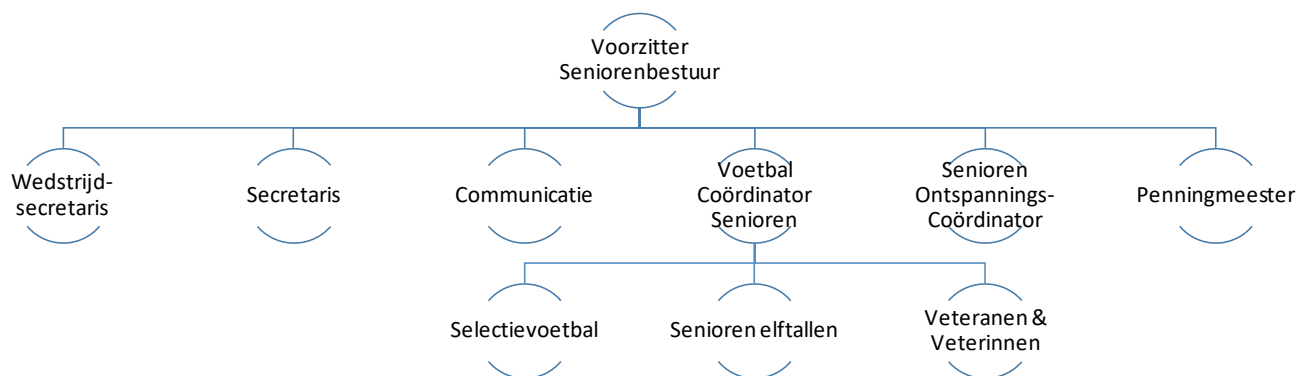 Voorzitter
Seniorenbestuur
Wedstrijd-
secretaris
Secretaris
Communicatie
Voetbal
Coördinator
Senioren
Senioren
Ontspannings-
Coördinator
Penningmeester
Selectievoetbal
Senioren elftallen
Veteranen &
Veterinnen